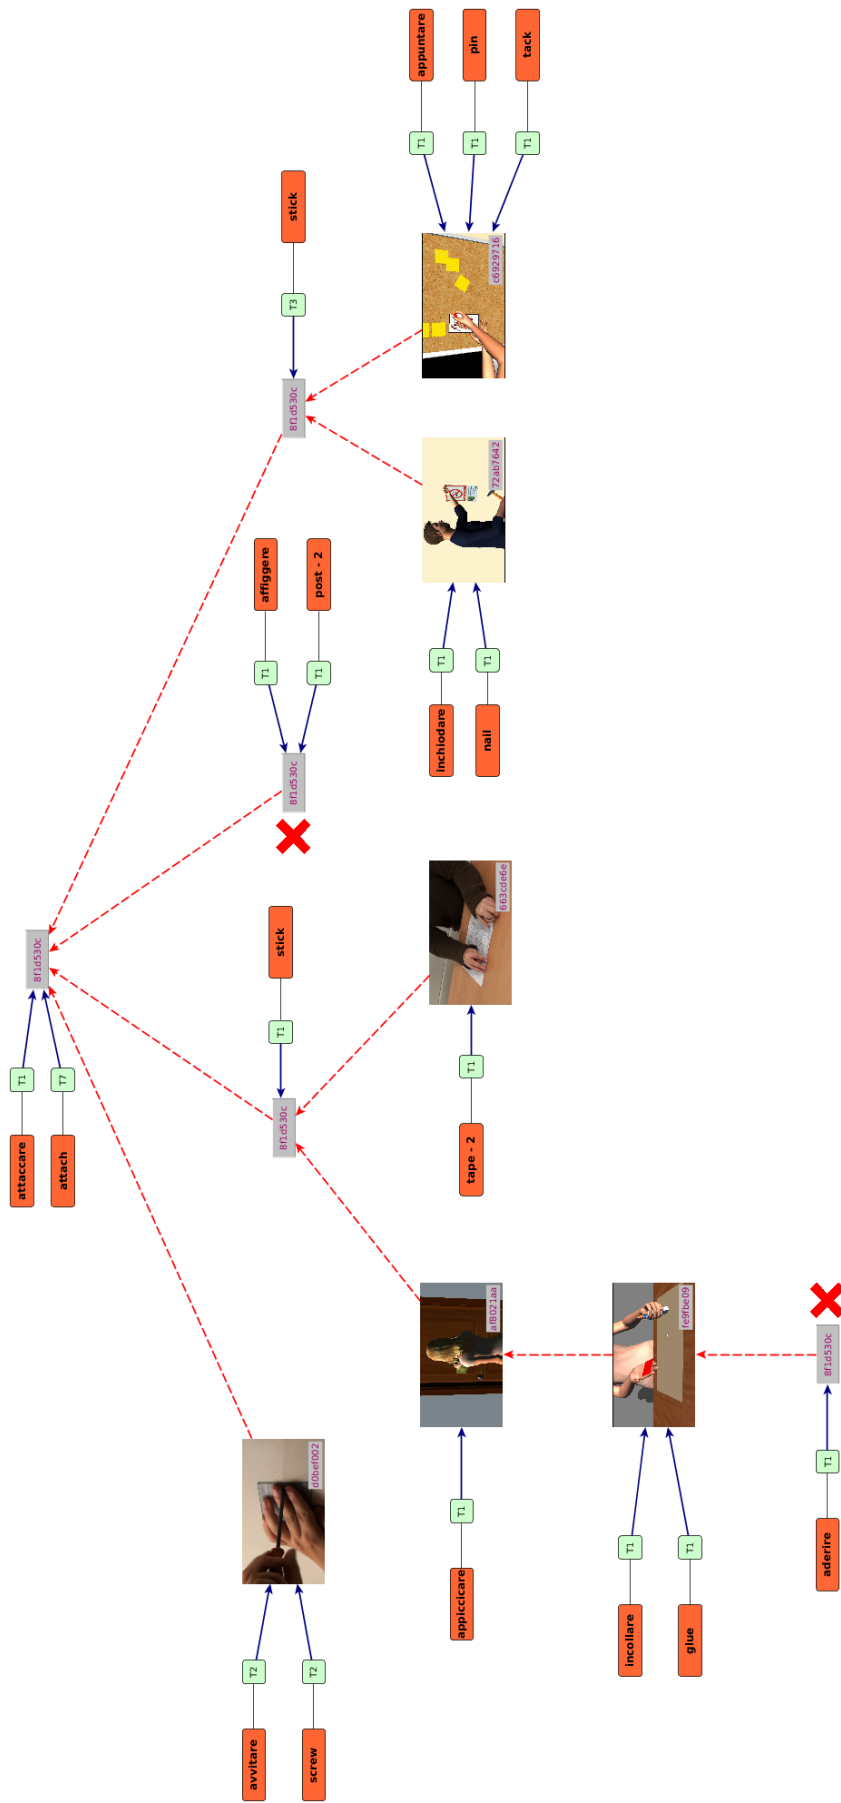 attaccare
T1
attach
T7
8f1d530c
avvitare
T2
screw
T2
d0bef002
stick
T1
8f1d530c
affiggere
T1
post - 2
T1
8f1d530c
stick
T3
8f1d530c
appiccicare
T1
af8021aa
tape - 2
T1
663cde6e
inchiodare
T1
nail
T1
72ab7642
appuntare
T1
pin
T1
tack
T1
c6929716
incollare
T1
glue
T1
fe9fbe09
aderire
T1
8f1d530c